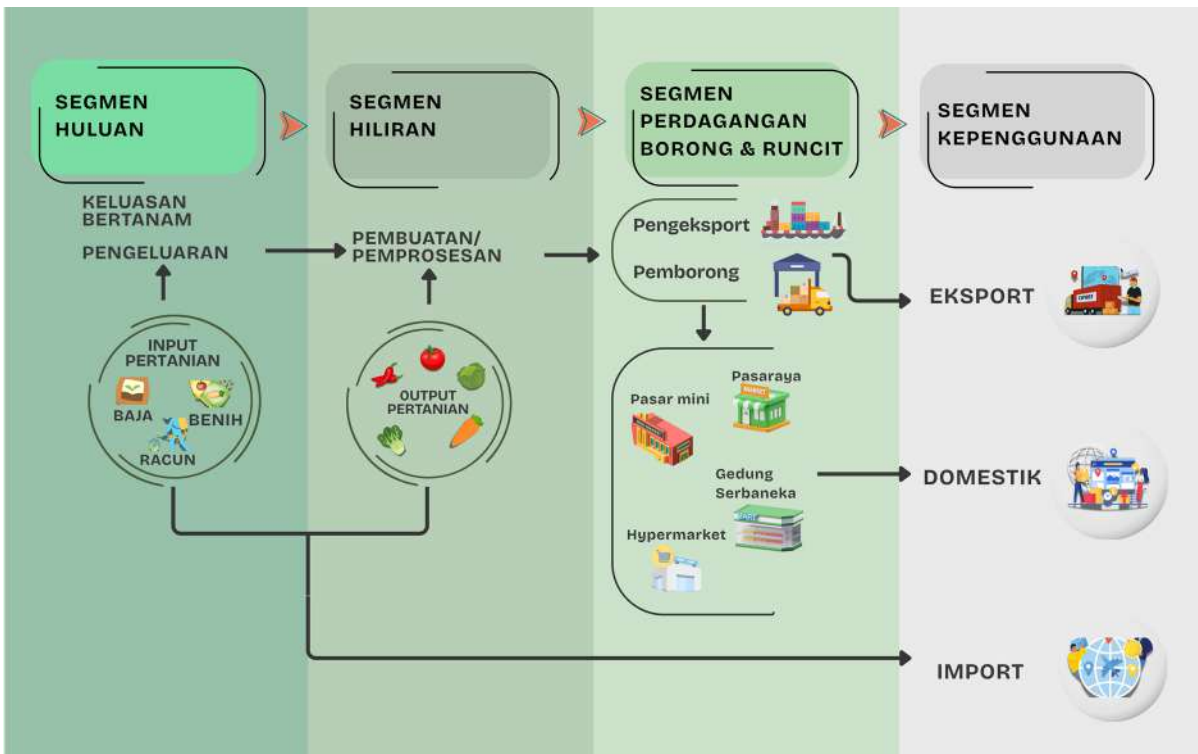 SEGMEN
HULUAN
SEGMEN
HILIRAN
SEGMEN
PERDAGANGAN
BORONG & RUNCIT
SEGMEN
KEPENGGUNAAN
KELUASAN
BERTANAM
PENGELUARAN
INPUT
PERTANIAN
BAJA
BENIH
RACUN
PEMBUATAN/
PEMPROSESAN
OUTPUT
PERTANIAN
Pengeksport
Pemborong
Pasaraya
Pasar mini
Gedung
Serbaneka
Hypermarket
EKSPORT
DOMESTIK
IMPORT